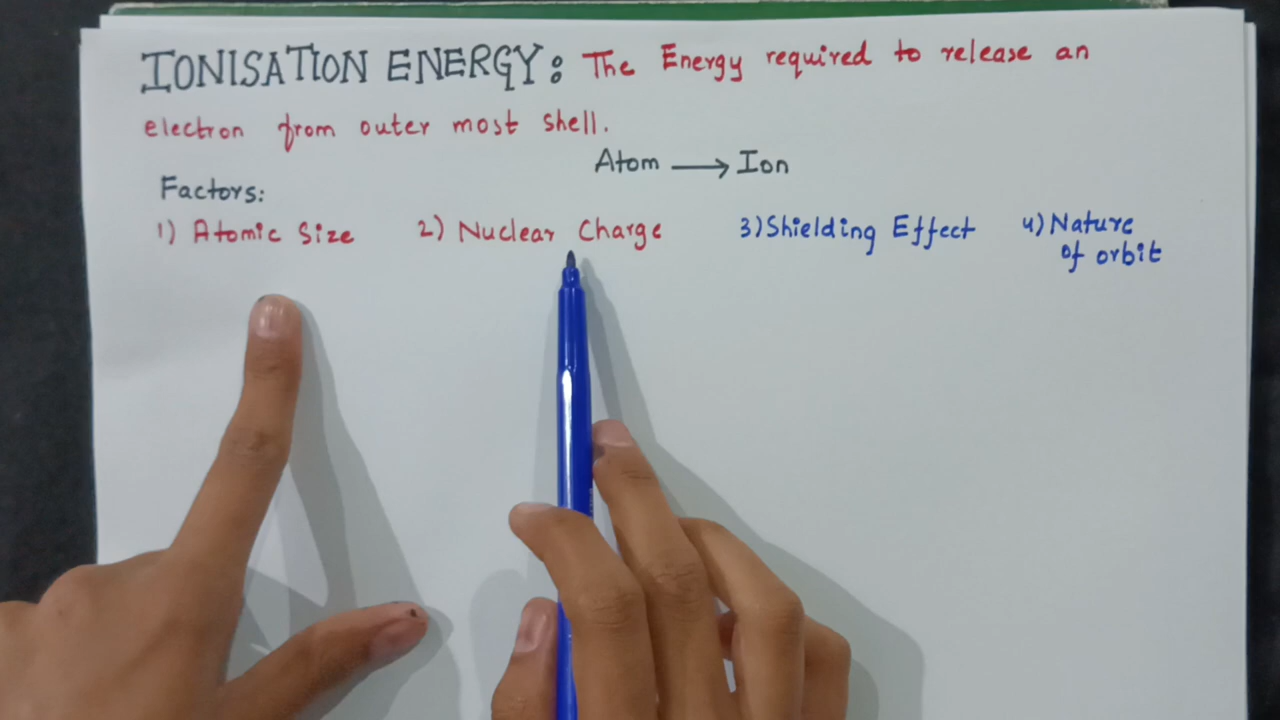 IONISATION ENERGY: The Energy required to release an
electron from outer most shell.
Atom ⟶ Ion
Factors:
1) Atomic Size 2) Nuclear Charge 3) Shielding Effect 4) Nature
of orbit